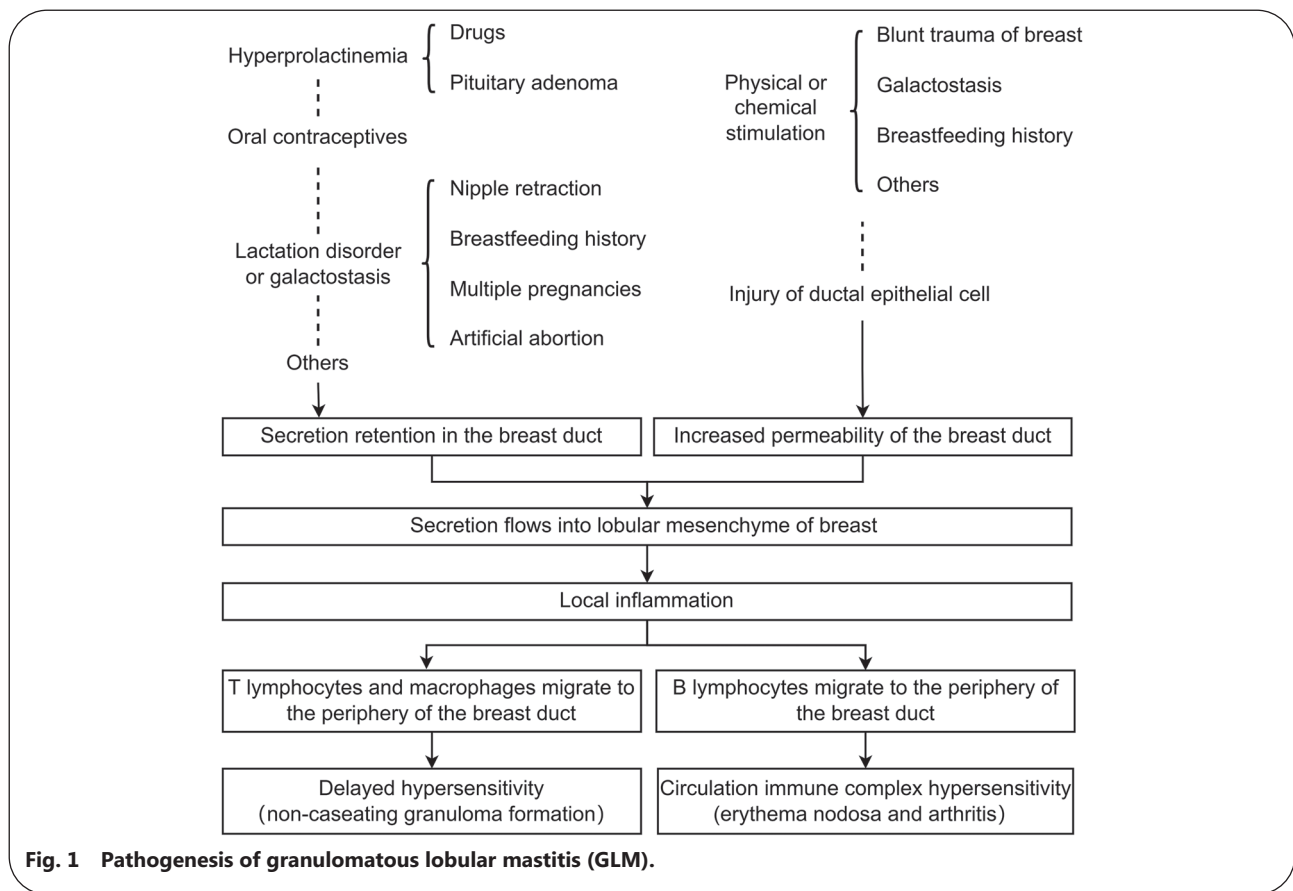 Hyperprolactinemia
Drugs
Pituitary adenoma
Oral contraceptives
Lactation disorder
or galactostasis
Nipple retraction
Breastfeeding history
Multiple pregnancies
Artificial abortion
Others
Physical or
chemical
stimulation
Blunt trauma of breast
Galactostasis
Breastfeeding history
Others
Injury of ductal epithelial cell
Secretion retention in the breast duct
Increased permeability of the breast duct
Secretion flows into lobular mesenchyme of breast
Local inflammation
T lymphocytes and macrophages migrate to
the periphery of the breast duct
B lymphocytes migrate to the periphery of
the breast duct
Delayed hypersensitivity
(non-caseating granuloma formation)
Circulation immune complex hypersensitivity
(erythema nodosa and arthritis)
Fig. 1 Pathogenesis of granulomatous lobular mastitis (GLM).